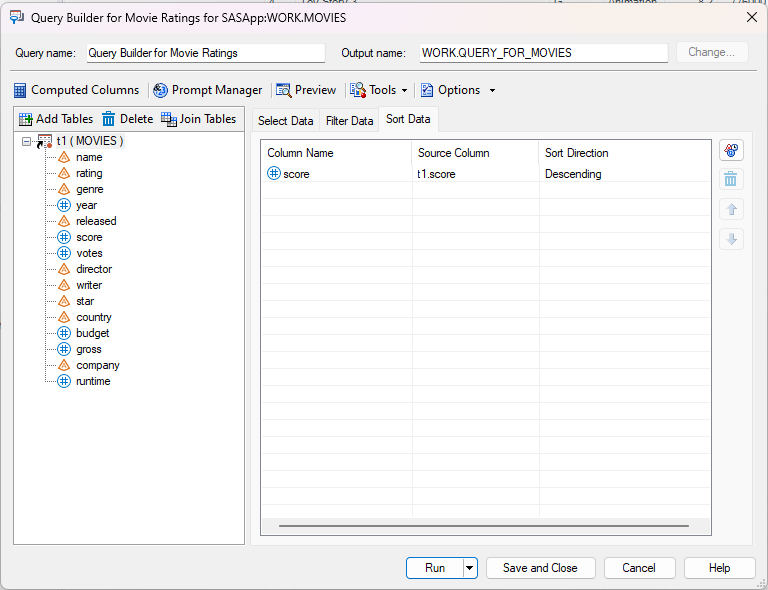 Query Builder for Movie Ratings for SASApp:WORK.MOVIES
Query name: Query Builder for Movie Ratings Output name: WORK.QUERY_FOR_MOVIES Change...
Computed Columns Prompt Manager Preview Tools Options
Add Tables Delete Join Tables
Select Data Filter Data Sort Data
t1 ( MOVIES )
name
rating
genre
year
released
score
votes
director
writer
star
country
budget
gross
company
runtime
Column Name Source Column Sort Direction
score t1.score Descending
Run Save and Close Cancel Help